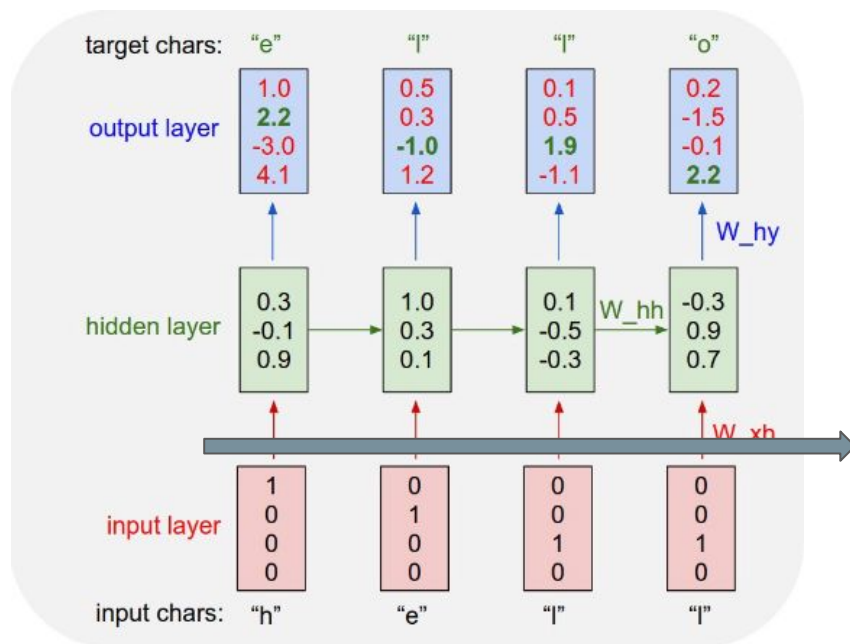 target chars: “e” “l” “l” “o”
output layer
1.0 0.5 0.1 0.2
2.2 0.3 0.5 -1.5
-3.0 -1.0 1.9 -0.1
4.1 1.2 -1.1 2.2
W_hy
hidden layer
0.3 1.0 0.1 -0.3
-0.1 0.3 -0.5 0.9
0.9 0.1 -0.3 0.7
W_hh
W_xh
input layer
1 0 0 0
0 1 0 0
0 0 1 1
0 0 0 0
input chars: “h” “e” “l” “l”